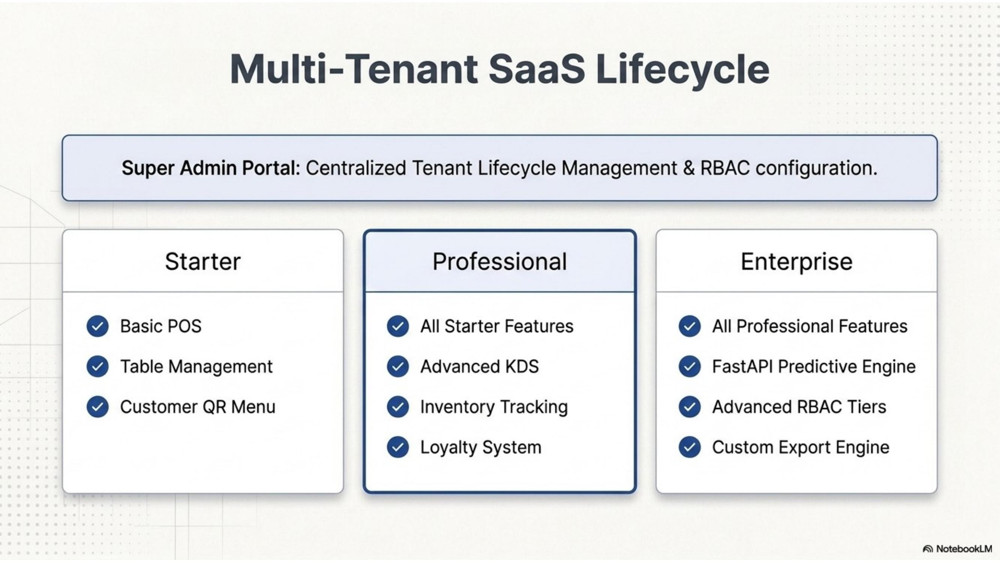 Multi-Tenant SaaS Lifecycle
Super Admin Portal: Centralized Tenant Lifecycle Management & RBAC configuration.
Starter
Basic POS
Table Management
Customer QR Menu
Professional
All Starter Features
Advanced KDS
Inventory Tracking
Loyalty System
Enterprise
All Professional Features
FastAPI Predictive Engine
Advanced RBAC Tiers
Custom Export Engine
NotebookLM